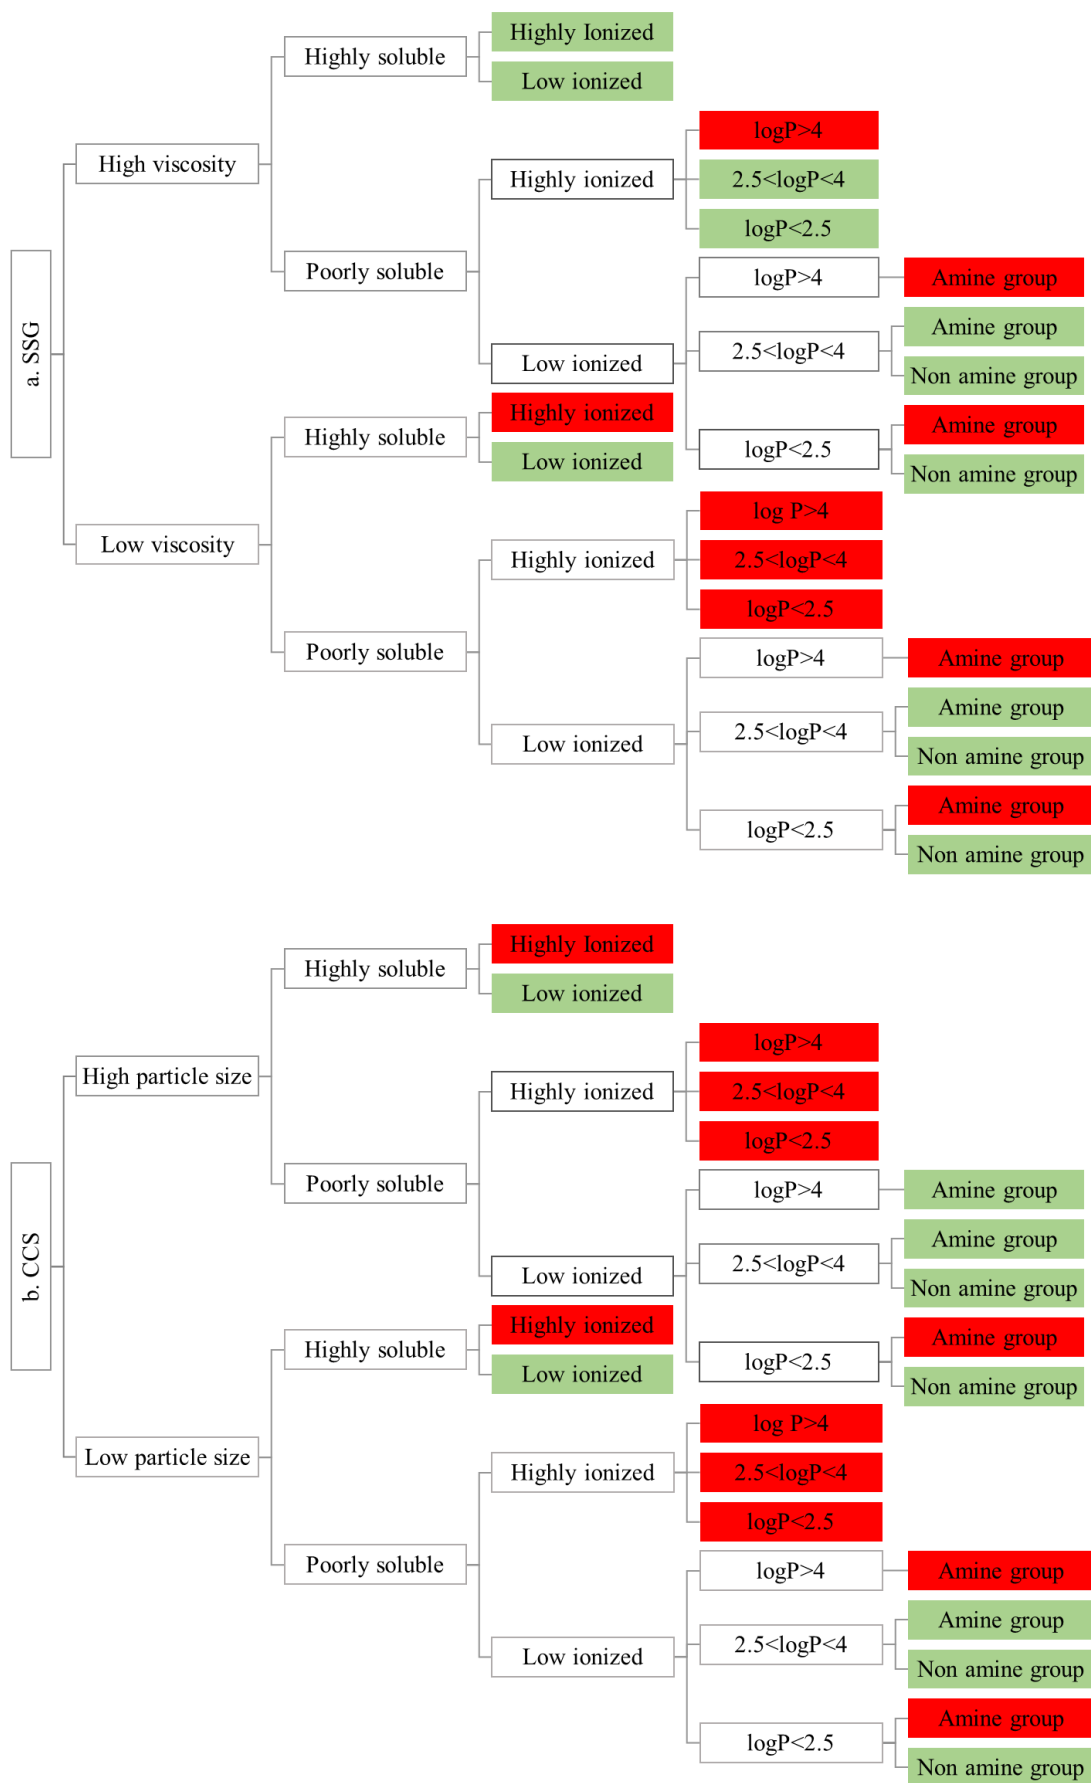 Highly Ionized
Highly soluble
Low ionized
logP>4
High viscosity
Highly ionized
2.5<logP<4
logP<2.5
Poorly soluble
logP>4
Amine group
Amine group
a. SSG
Low ionized
2.5<logP<4
Non amine group
Highly ionized
Highly soluble
Amine group
logP<2.5
Low ionized
Non amine group
log P>4
Low viscosity
Highly ionized
2.5<logP<4
logP<2.5
Poorly soluble
logP>4
Amine group
Amine group
Low ionized
2.5<logP<4
Non amine group
Amine group
logP<2.5
Non amine group
Highly Ionized
Highly soluble
Low ionized
logP>4
High particle size
Highly ionized
2.5<logP<4
logP<2.5
Poorly soluble
logP>4
Amine group
Amine group
b. CCS
Low ionized
2.5<logP<4
Non amine group
Highly ionized
Highly soluble
Amine group
logP<2.5
Low ionized
Non amine group
log P>4
Low particle size
Highly ionized
2.5<logP<4
logP<2.5
Poorly soluble
logP>4
Amine group
Amine group
Low ionized
2.5<logP<4
Non amine group
Amine group
logP<2.5
Non amine group